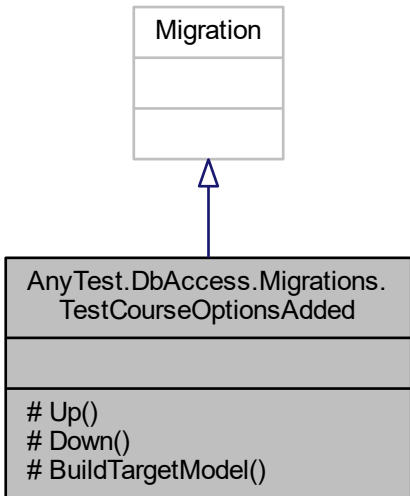 Migration
AnyTest.DbAccess.Migrations.
TestCourseOptionsAdded
# Up()
# Down()
# BuildTargetModel()